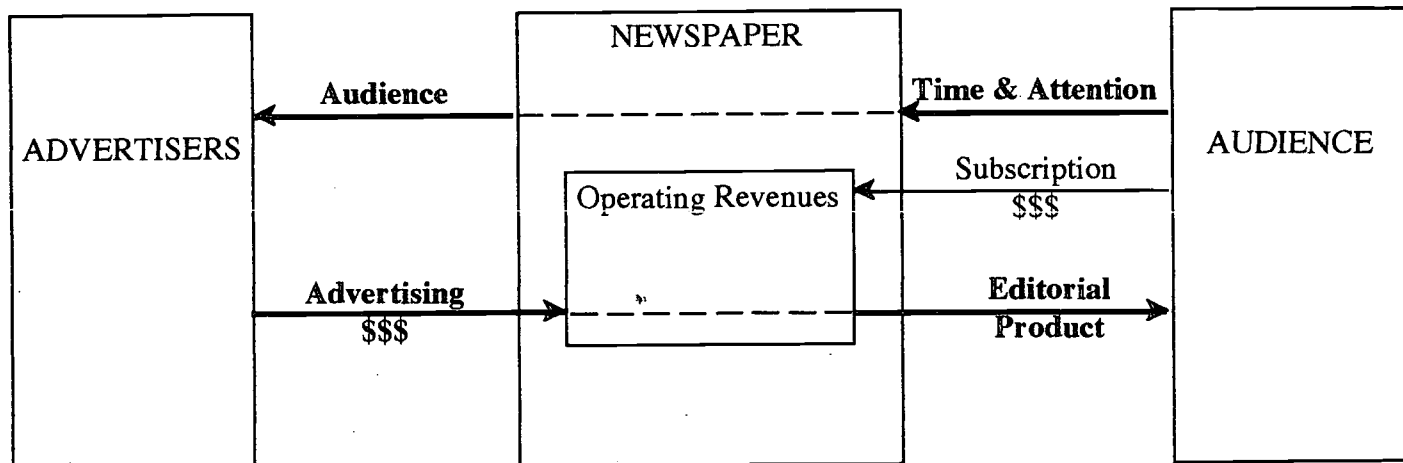 NEWSPAPER
Audience
Time & Attention
ADVERTISERS
AUDIENCE
Subscription
$$$
Operating Revenues
Advertising
$$$
Editorial
Product